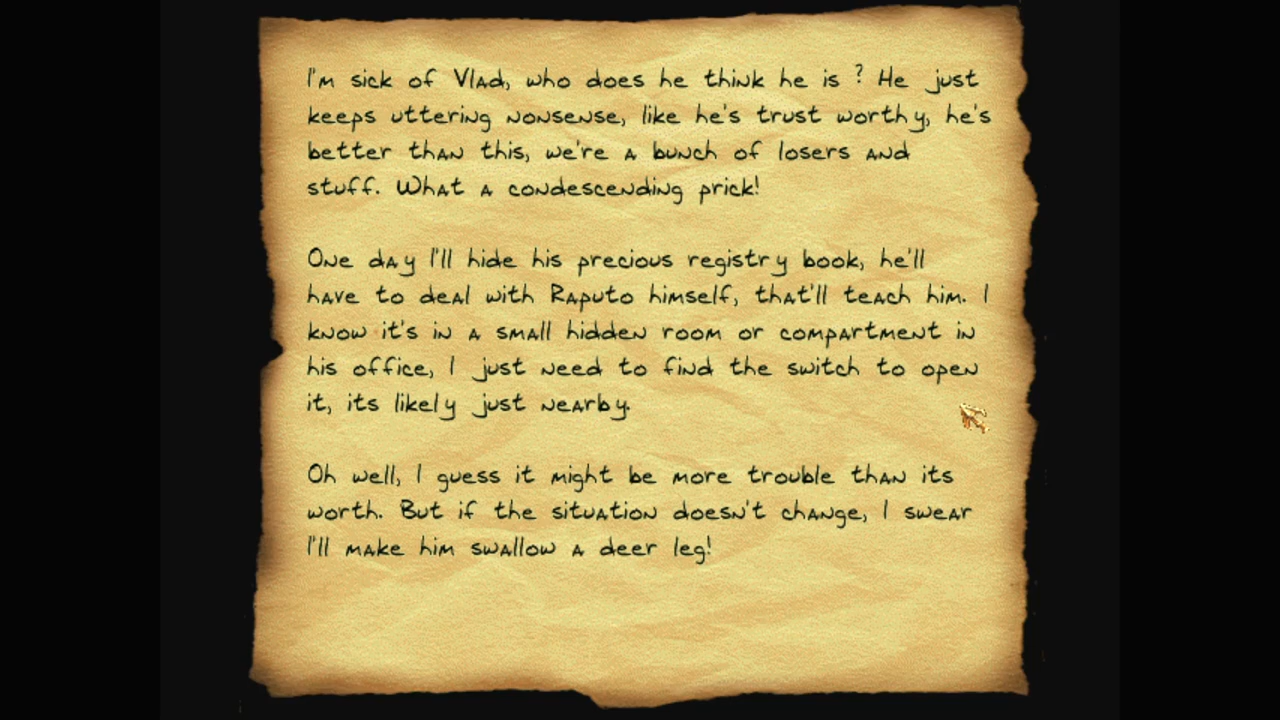 I'm sick of Vlad, who does he think he is ? He just
keeps uttering nonsense, like he's trust worthy, he's
better than this, we're a bunch of losers and
stuff. What a condescending prick!
One day I'll hide his precious registry book, he'll
have to deal with Raputo himself, that'll teach him. I
know it's in a small hidden room or compartment in
his office, I just need to find the switch to open
it, its likely just nearby.
Oh well, I guess it might be more trouble than its
worth. But if the situation doesn't change, I swear
I'll make him swallow a deer leg!